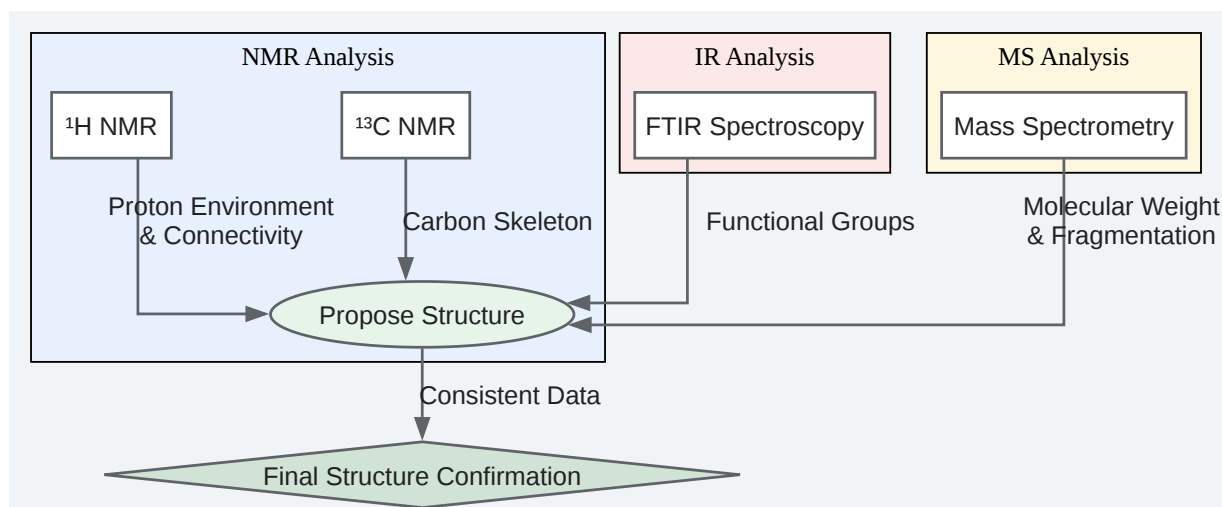 NMR Analysis
IR Analysis
MS Analysis
¹H NMR
¹³C NMR
FTIR Spectroscopy
Mass Spectrometry
Proton Environment
& Connectivity
Carbon Skeleton
Functional Groups
Molecular Weight
& Fragmentation
Propose Structure
Consistent Data
Final Structure Confirmation